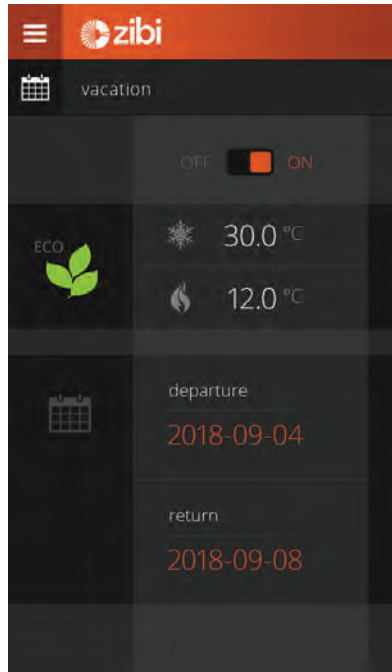 zibi
vacation
OFF ON
ECO
30.0 °C
12.0 °C
departure
2018-09-04
return
2018-09-08